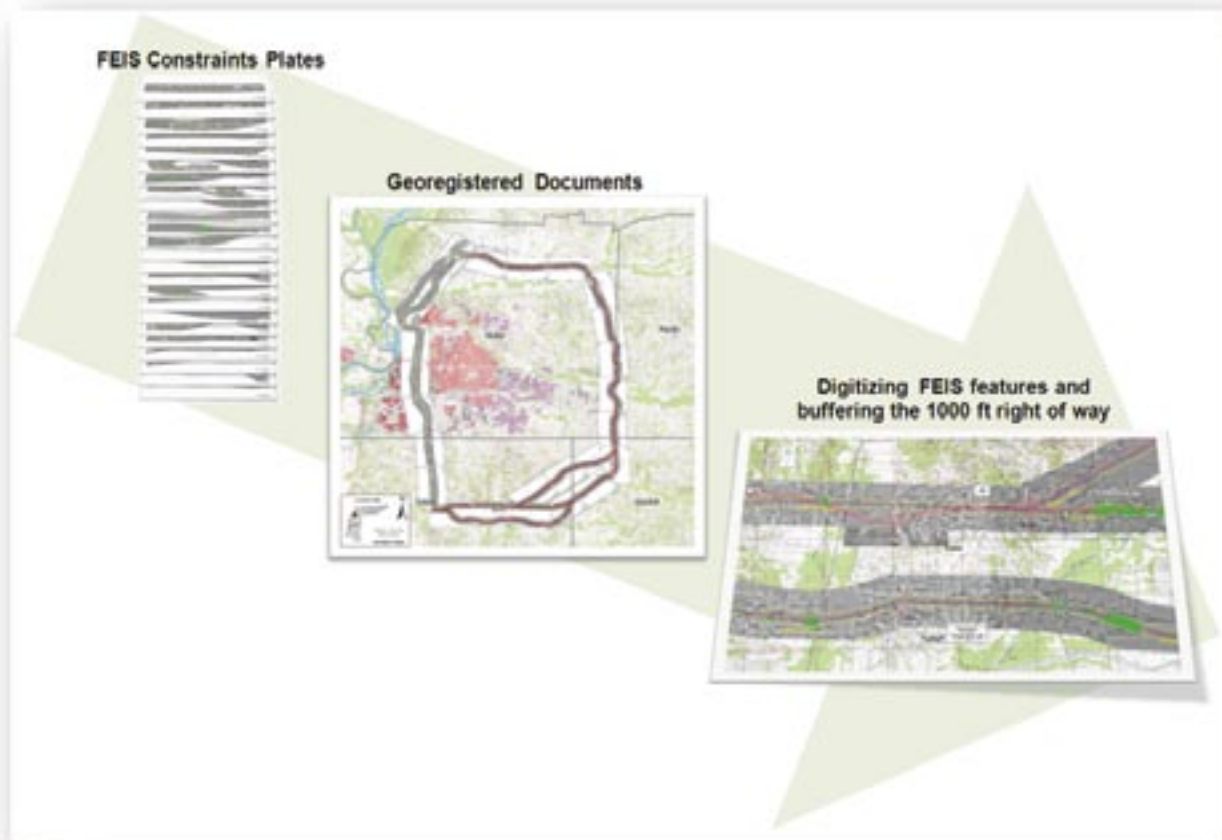 FEIS Constraints Plates
Georegistered Documents
Digitizing FEIS features and
buffering the 1000 ft right of way